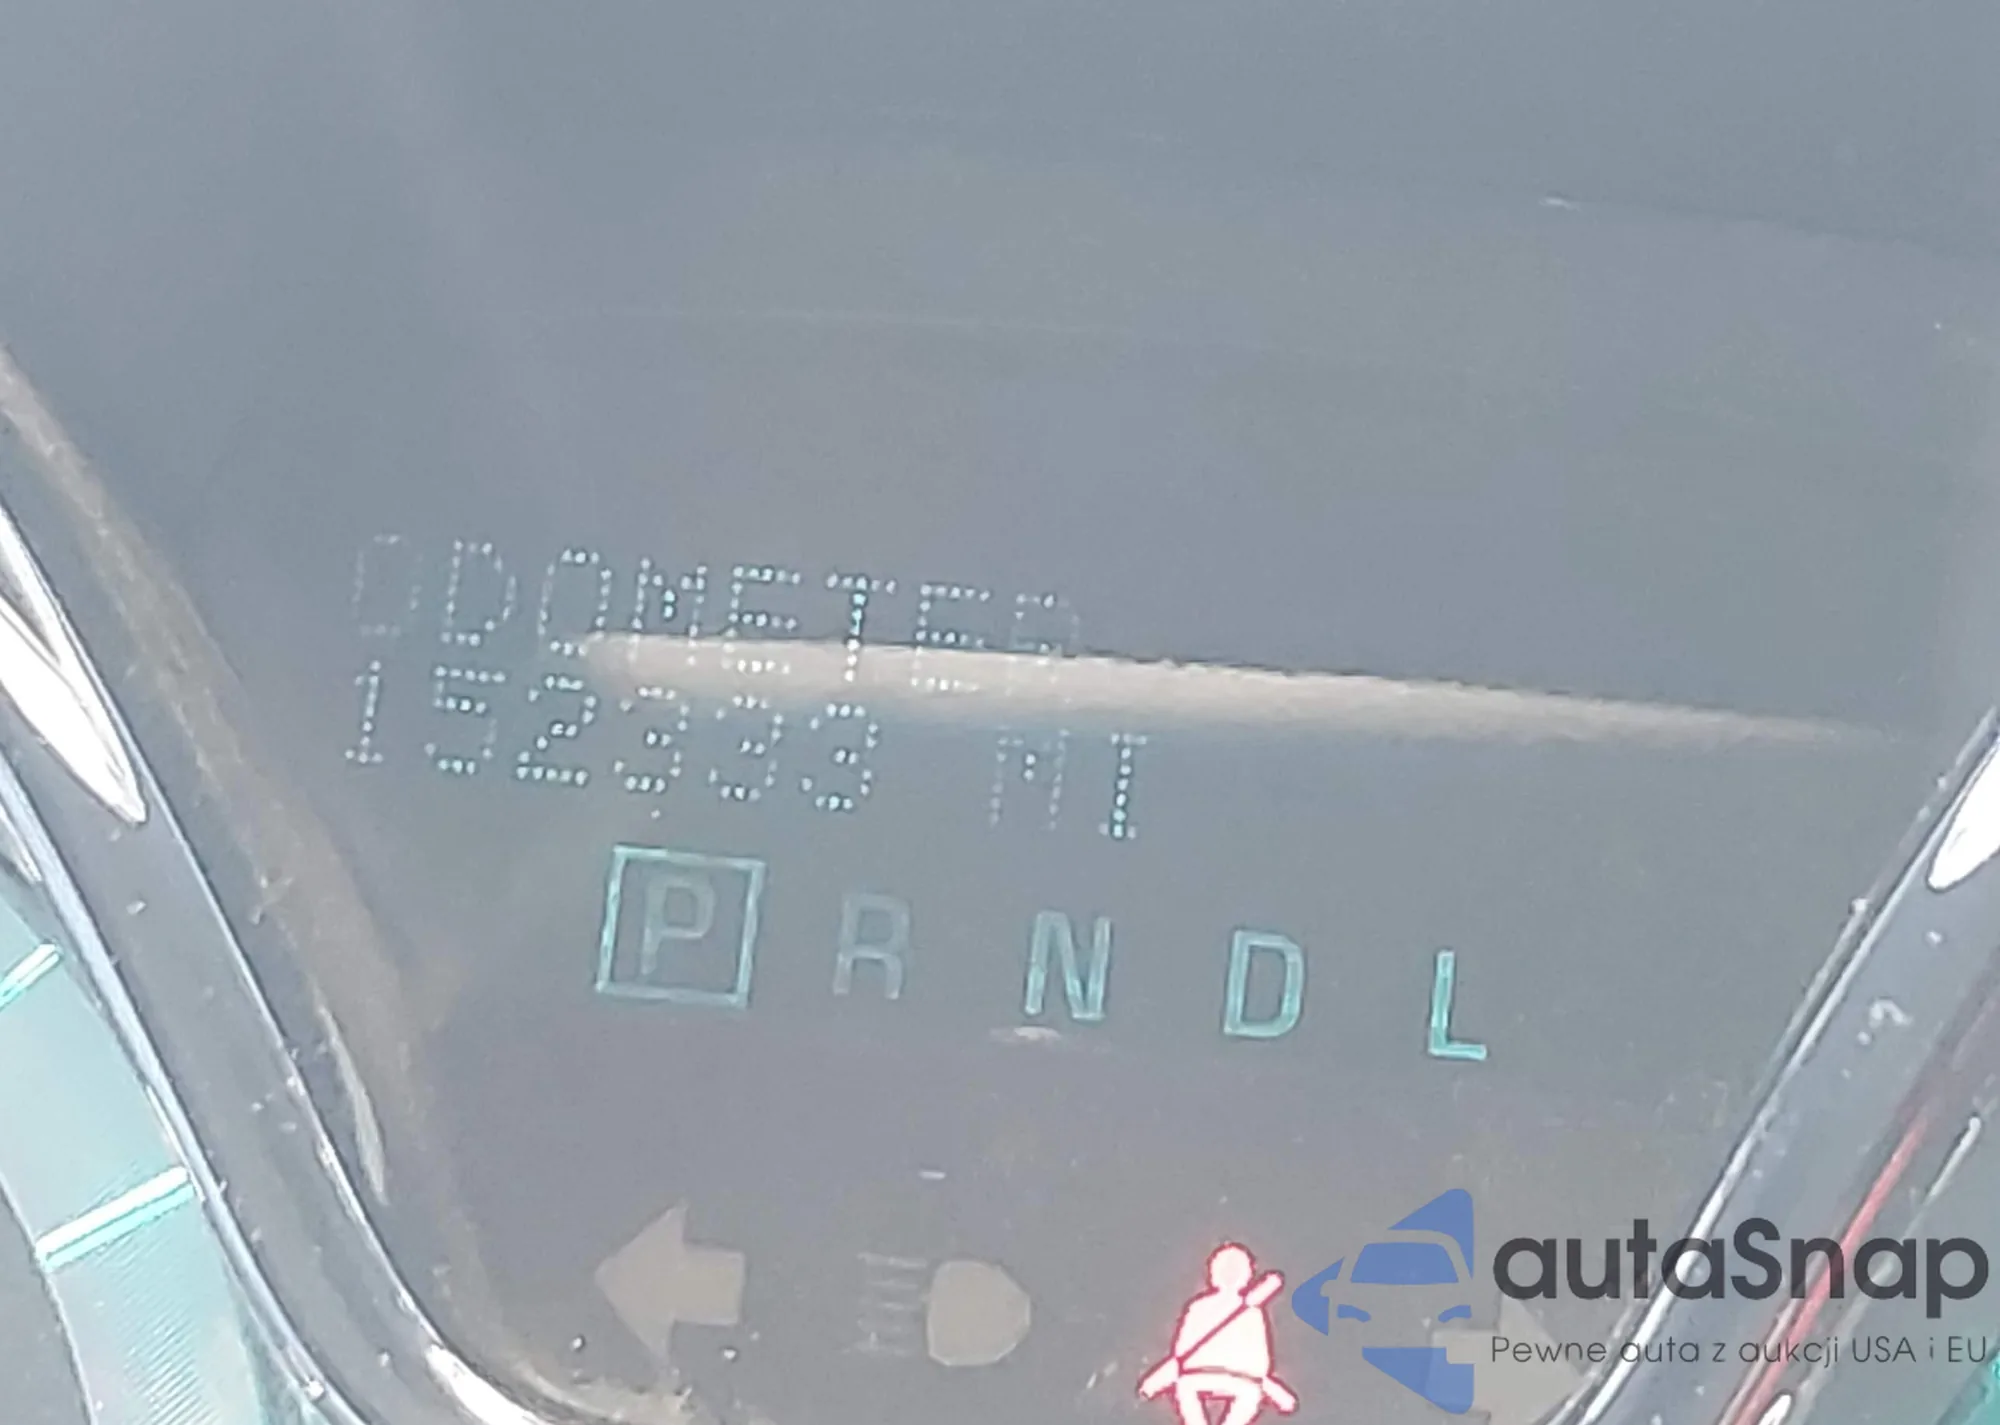 ODOMETER
152333 MI
P R N D L
autaSnap
Pewne auta z aukcji USA i EU